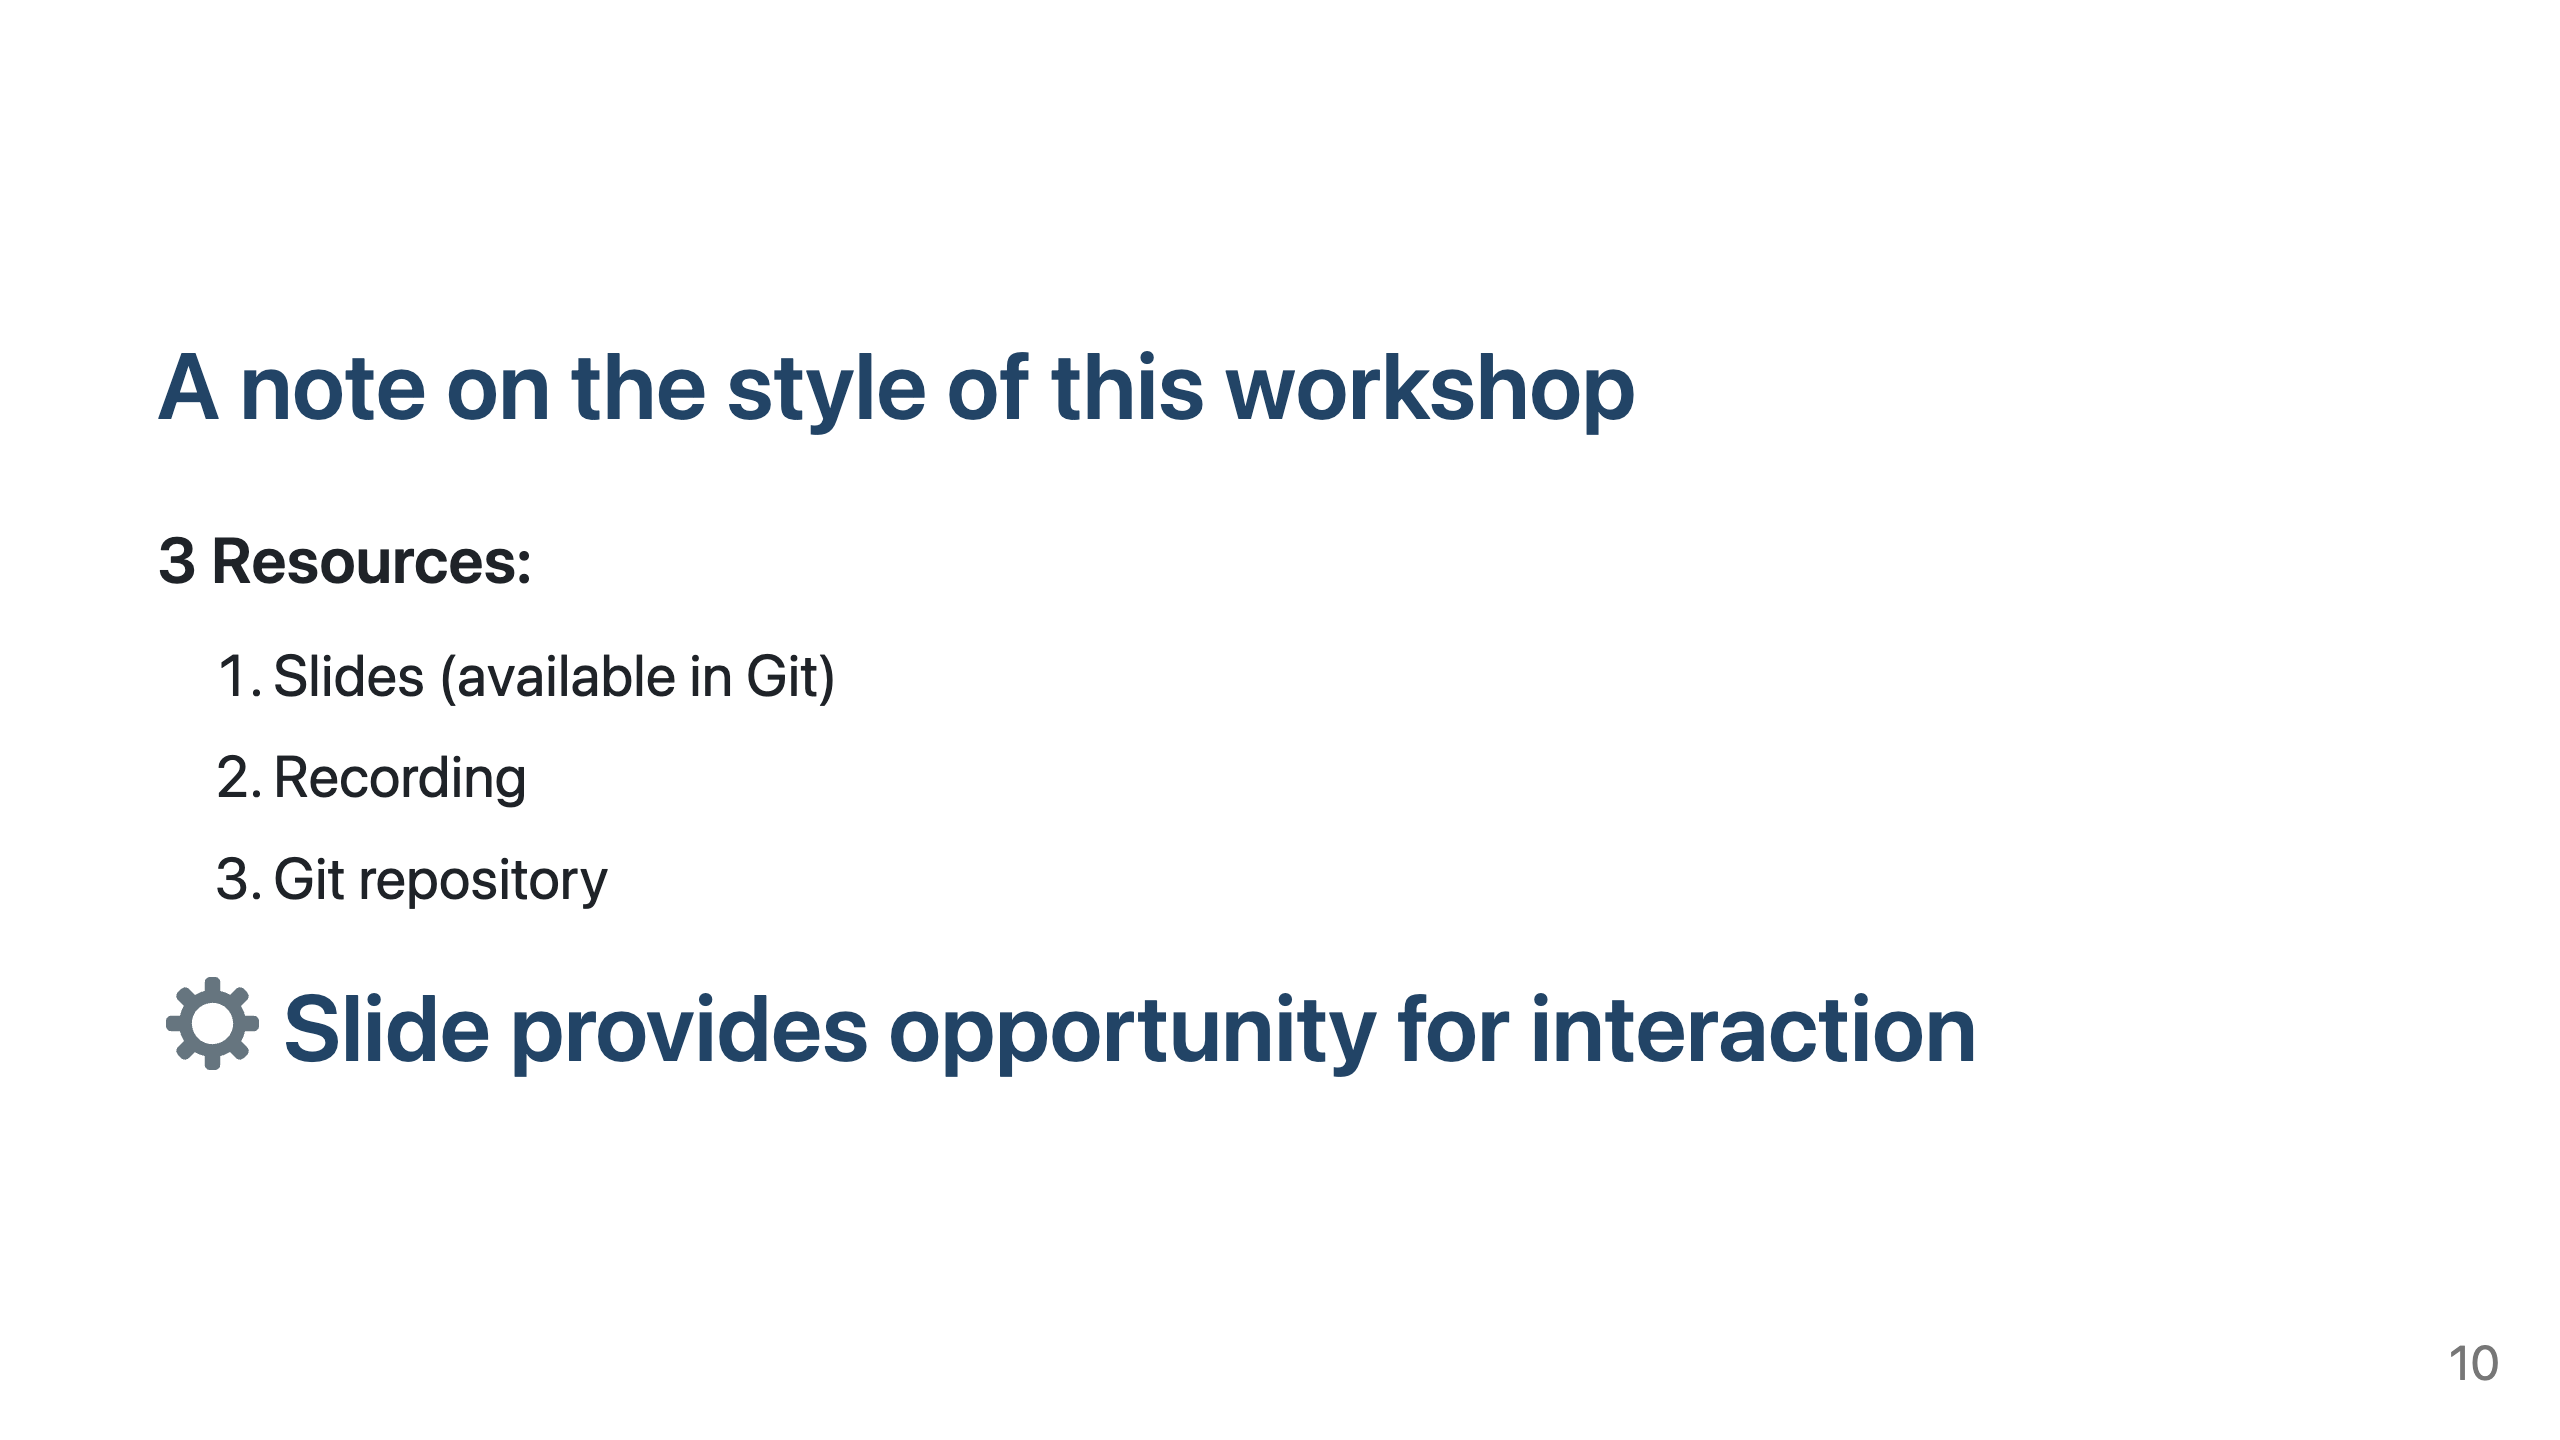 A note on the style of this workshop
3 Resources:
1. Slides (available in Git)
2. Recording
3. Git repository
Slide provides opportunity for interaction
10